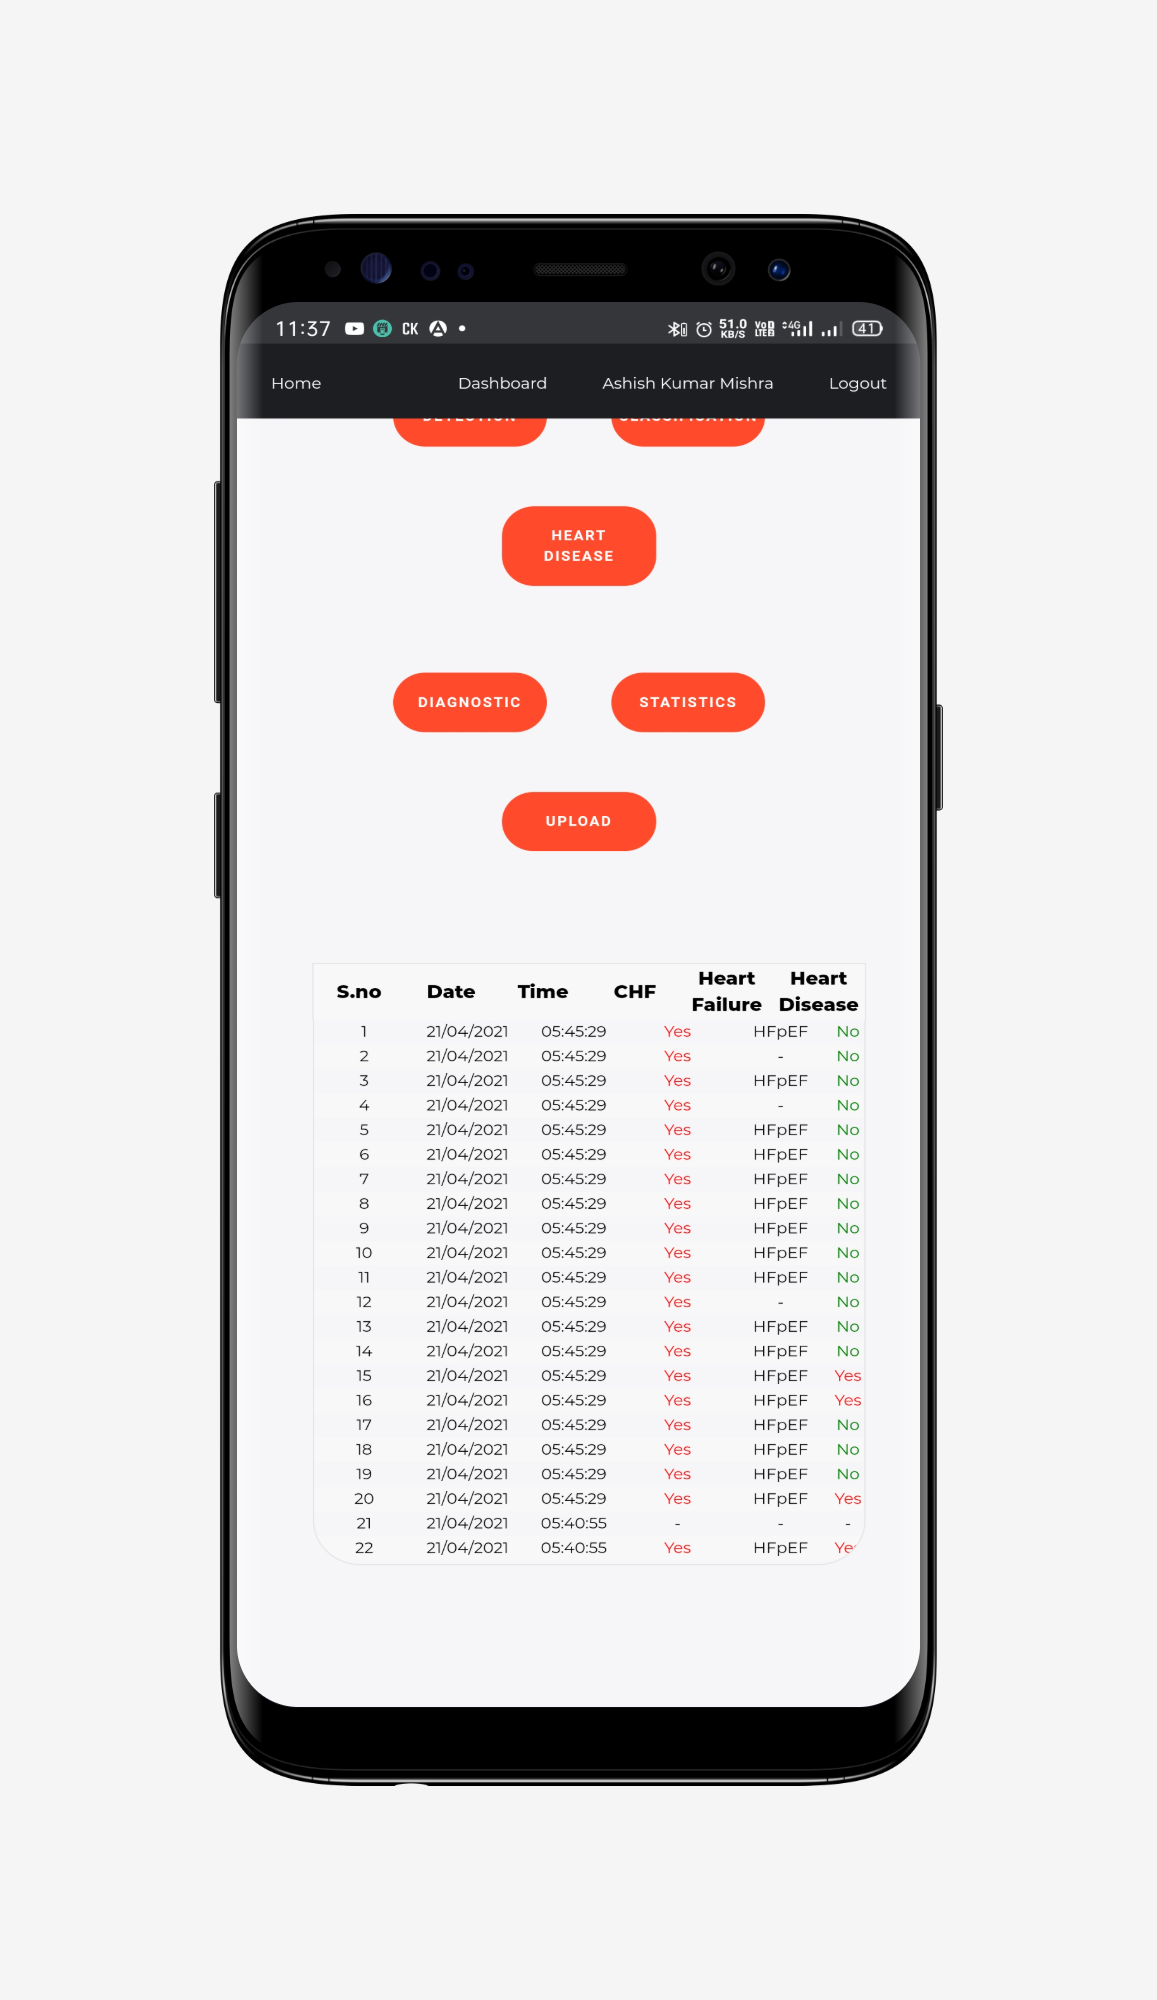 11:37 CK 51.0 KB/S VoD LTE2 4G 41
Home Dashboard Ashish Kumar Mishra Logout
DETECTION CLASSIFICATION
HEART
DISEASE
DIAGNOSTIC STATISTICS
UPLOAD
S.no Date Time CHF Heart Failure Heart Disease
1 21/04/2021 05:45:29 Yes HFpEF No
2 21/04/2021 05:45:29 Yes - No
3 21/04/2021 05:45:29 Yes HFpEF No
4 21/04/2021 05:45:29 Yes - No
5 21/04/2021 05:45:29 Yes HFpEF No
6 21/04/2021 05:45:29 Yes HFpEF No
7 21/04/2021 05:45:29 Yes HFpEF No
8 21/04/2021 05:45:29 Yes HFpEF No
9 21/04/2021 05:45:29 Yes HFpEF No
10 21/04/2021 05:45:29 Yes HFpEF No
11 21/04/2021 05:45:29 Yes HFpEF No
12 21/04/2021 05:45:29 Yes - No
13 21/04/2021 05:45:29 Yes HFpEF No
14 21/04/2021 05:45:29 Yes HFpEF No
15 21/04/2021 05:45:29 Yes HFpEF Yes
16 21/04/2021 05:45:29 Yes HFpEF Yes
17 21/04/2021 05:45:29 Yes HFpEF No
18 21/04/2021 05:45:29 Yes HFpEF No
19 21/04/2021 05:45:29 Yes HFpEF No
20 21/04/2021 05:45:29 Yes HFpEF Yes
21 21/04/2021 05:40:55 - - -
22 21/04/2021 05:40:55 Yes HFpEF Yes